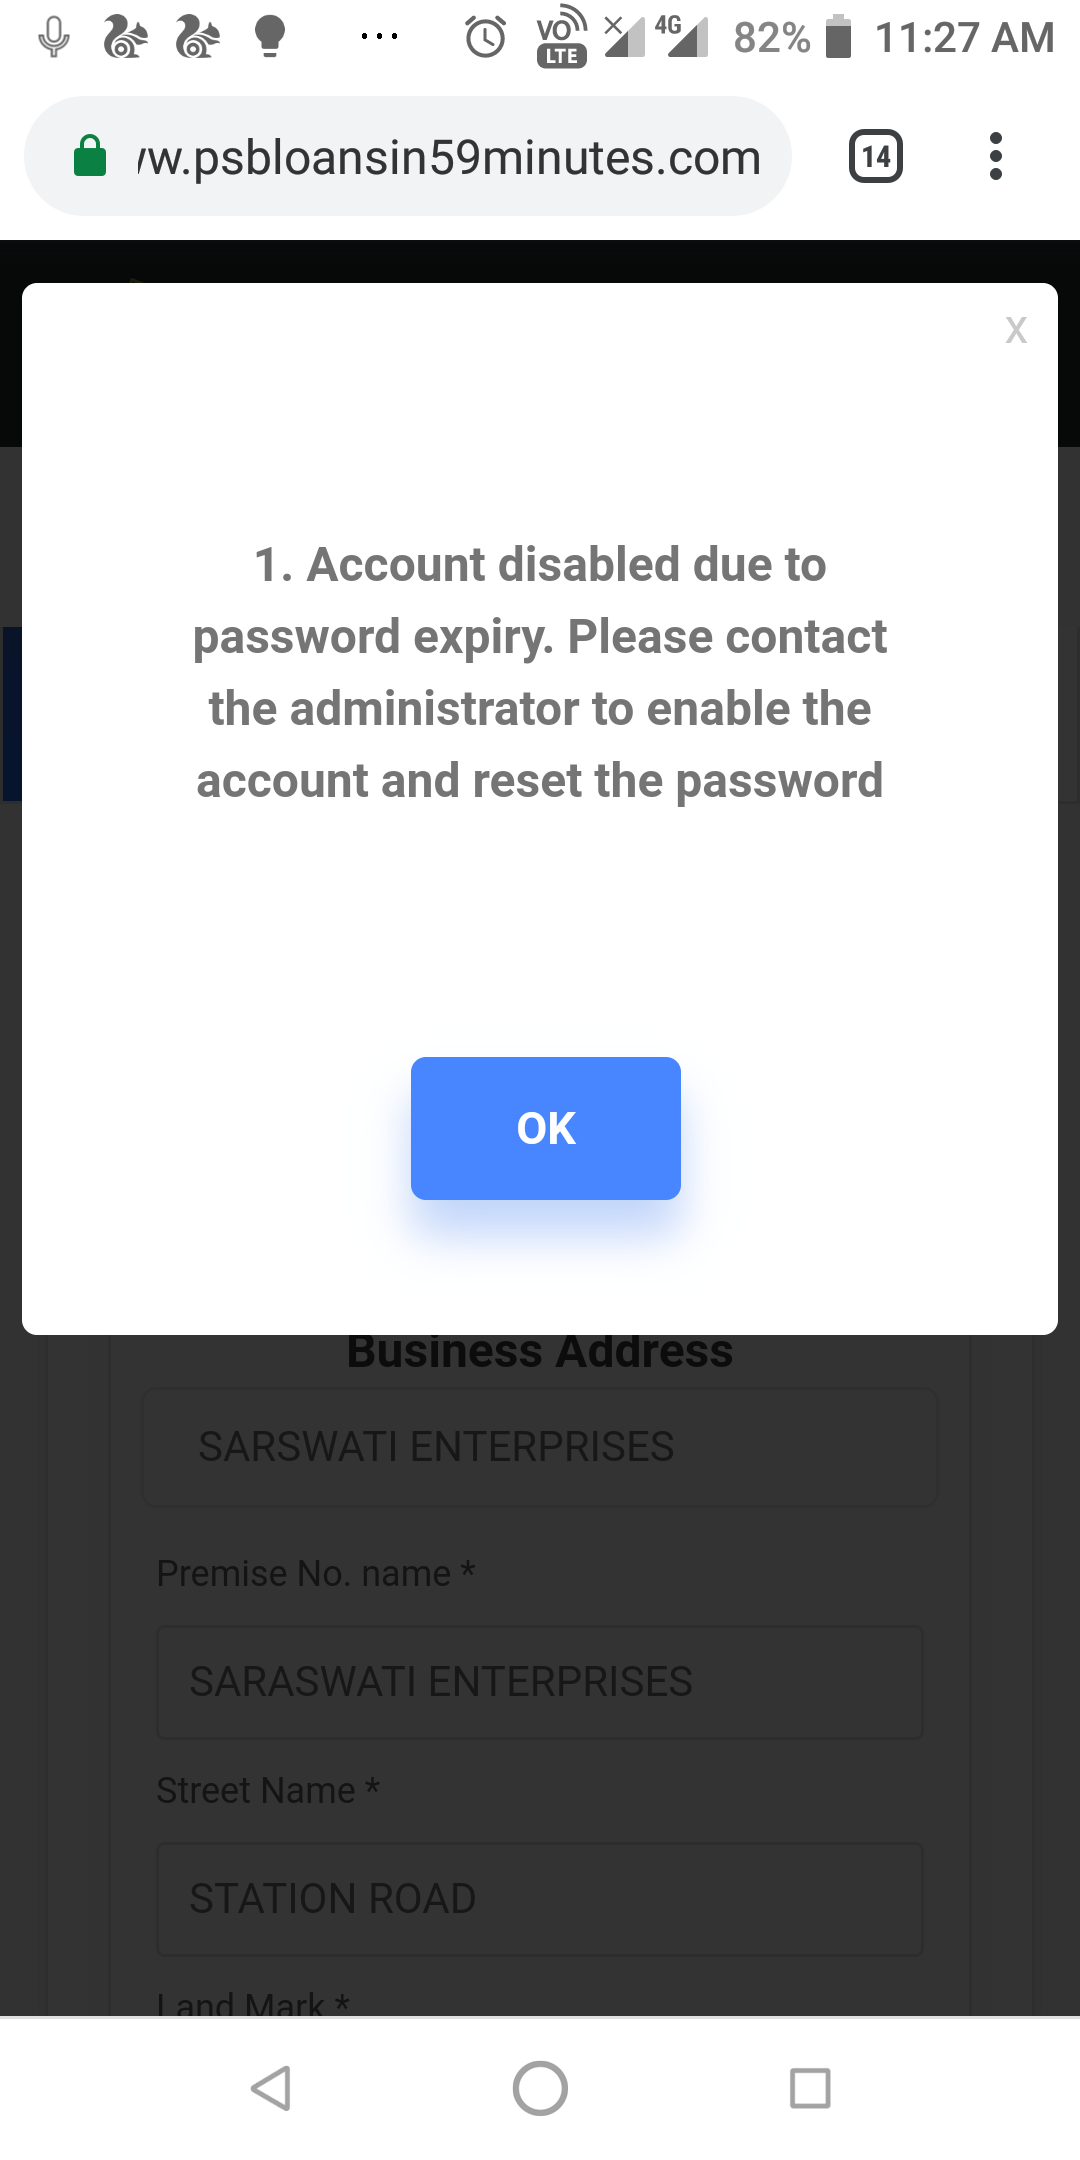 VO LTE 4G 82% 11:27 AM
w.psbloansin59minutes.com 14
X
1. Account disabled due to
password expiry. Please contact
the administrator to enable the
account and reset the password
OK
Business Address
SARSWATI ENTERPRISES
Premise No. name *
SARASWATI ENTERPRISES
Street Name *
STATION ROAD
Land Mark *